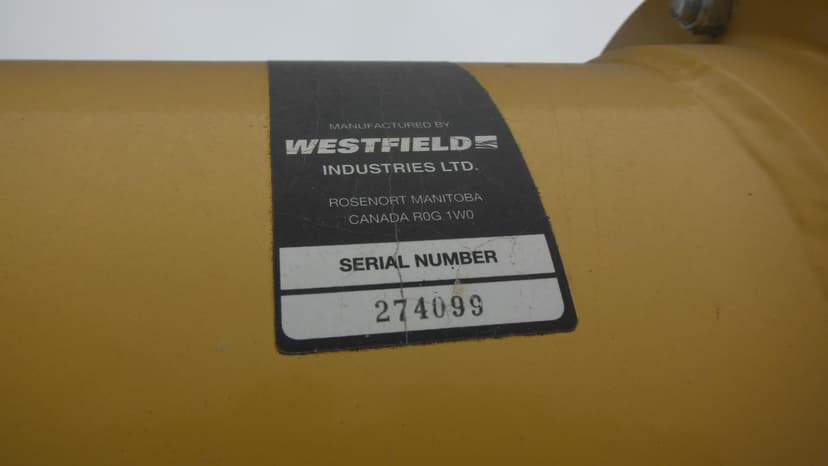 MANUFACTURED BY
WESTFIELD
INDUSTRIES LTD.
ROSENORT MANITOBA
CANADA R0G 1W0
SERIAL NUMBER
274099